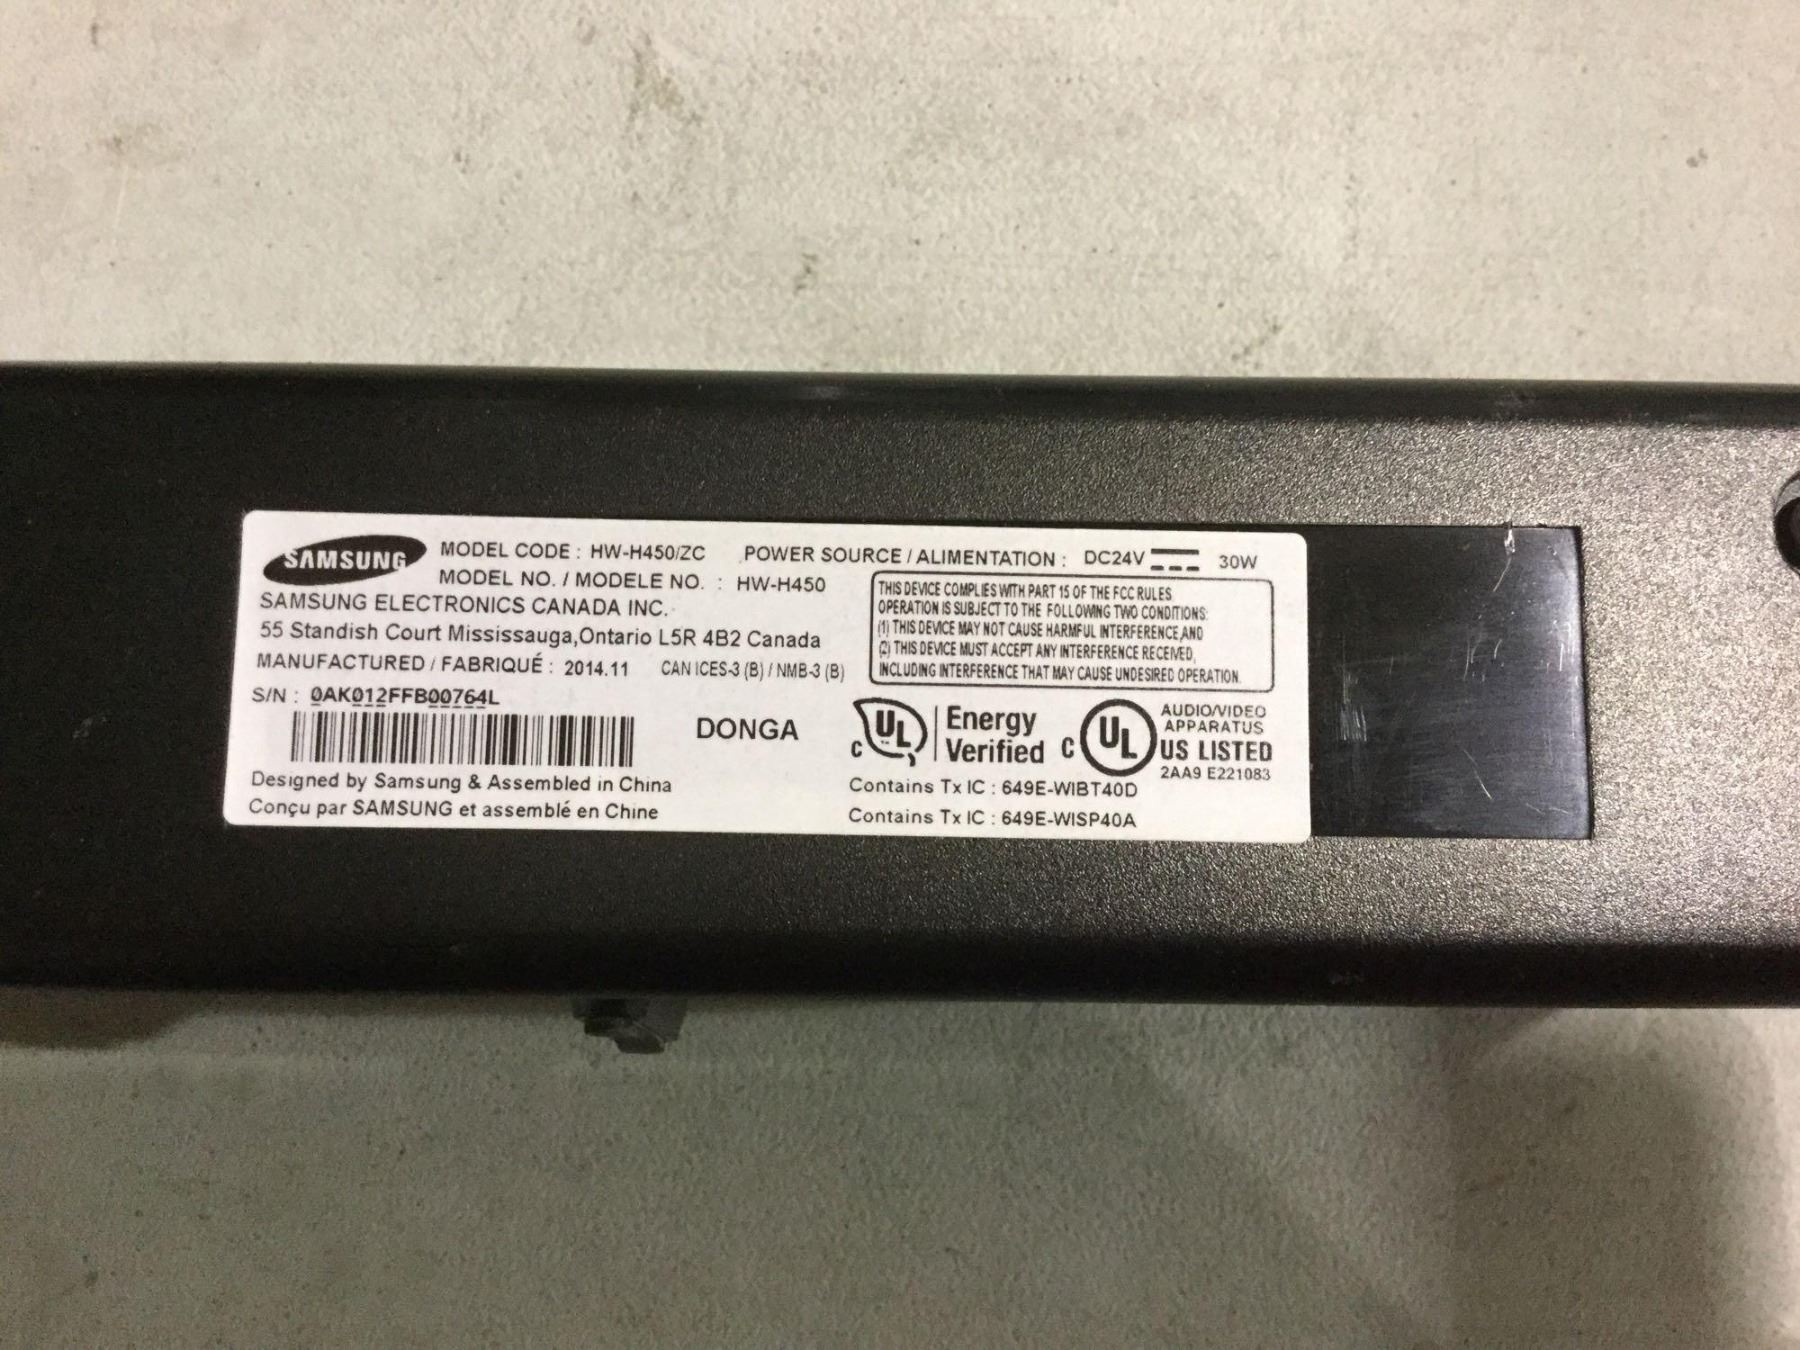 SAMSUNG
MODEL CODE : HW-H450/ZC POWER SOURCE / ALIMENTATION : DC24V 30W
MODEL NO. / MODELE NO. : HW-H450
SAMSUNG ELECTRONICS CANADA INC.
55 Standish Court Mississauga,Ontario L5R 4B2 Canada
MANUFACTURED / FABRIQUÉ : 2014.11 CAN ICES-3 (B) / NMB-3 (B)
S/N : 0AK012FFB00764L
THIS DEVICE COMPLIES WITH PART 15 OF THE FCC RULES
OPERATION IS SUBJECT TO THE FOLLOWING TWO CONDITIONS:
(1) THIS DEVICE MAY NOT CAUSE HARMFUL INTERFERENCE,AND
(2) THIS DEVICE MUST ACCEPT ANY INTERFERENCE RECEIVED,
INCLUDING INTERFERENCE THAT MAY CAUSE UNDESIRED OPERATION.
DONGA
C UL Energy
Verified
C UL US LISTED
AUDIO/VIDEO
APPARATUS
2AA9 E221083
Designed by Samsung & Assembled in China
Conçu par SAMSUNG et assemblé en Chine
Contains Tx IC : 649E-WIBT40D
Contains Tx IC : 649E-WISP40A